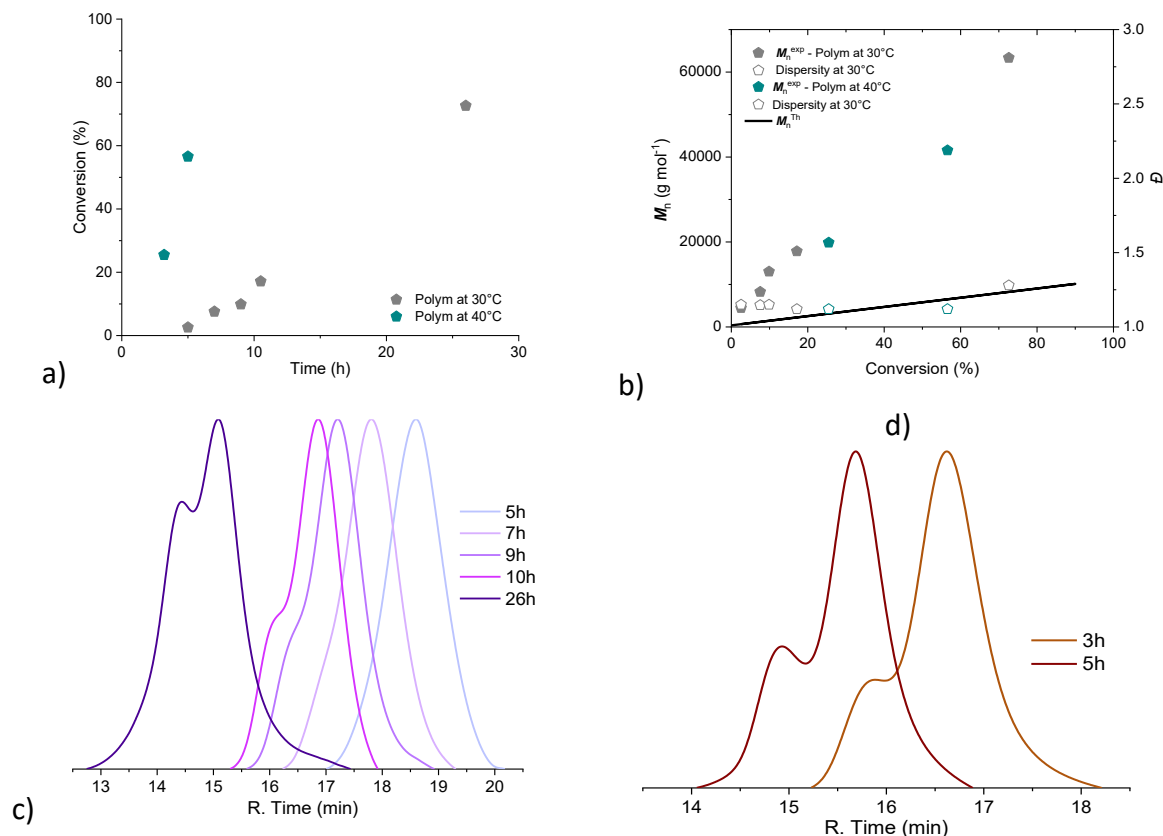 100
80
60
40
20
0
Conversion (%)
Polym at 30°C
Polym at 40°C
0 10 20 30
Time (h)
a)
60000
40000
20000
0
Mₙ (g mol⁻¹)
Mₙᵉˣᵖ - Polym at 30°C
Dispersity at 30°C
Mₙᵉˣᵖ - Polym at 40°C
Dispersity at 30°C
MₙTh
3.0
2.5
2.0
1.5
1.0
Đ
0 20 40 60 80 100
Conversion (%)
b)
5h
7h
9h
10h
26h
13 14 15 16 17 18 19 20
R. Time (min)
c)
d)
3h
5h
14 15 16 17 18
R. Time (min)